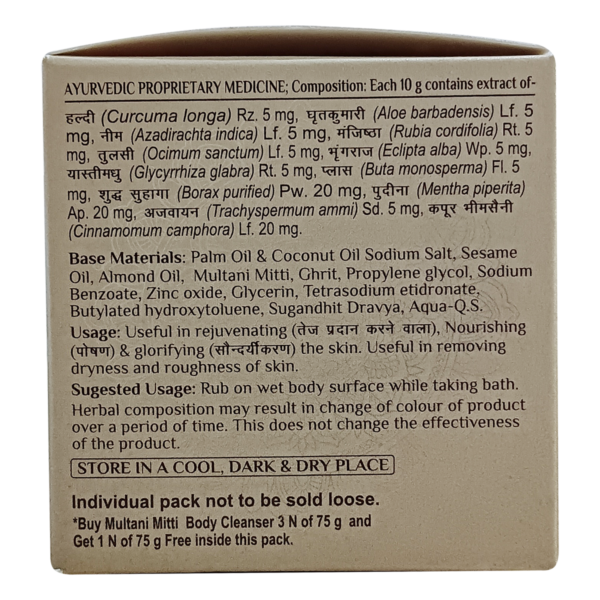 AYURVEDIC PROPRIETARY MEDICINE; Composition: Each 10 g contains extract of-
हल्दी (Curcuma longa) Rz. 5 mg, घृतकुमारी (Aloe barbadensis) Lf. 5
mg, नीम (Azadirachta indica) Lf. 5 mg, मंजिष्ठा (Rubia cordifolia) Rt. 5
mg, तुलसी (Ocimum sanctum) Lf. 5 mg, भृंगराज (Eclipta alba) Wp. 5 mg,
यास्तीमधु (Glycyrrhiza glabra) Rt. 5 mg, प्लास (Buta monosperma) Fl. 5
mg, शुद्ध सुहागा (Borax purified) Pw. 20 mg, पुदीना (Mentha piperita)
Ap. 20 mg, अजवायन (Trachyspermum ammi) Sd. 5 mg, कपूर भीमसैनी
(Cinnamomum camphora) Lf. 20 mg.
Base Materials: Palm Oil & Coconut Oil Sodium Salt, Sesame
Oil, Almond Oil, Multani Mitti, Ghrit, Propylene glycol, Sodium
Benzoate, Zinc oxide, Glycerin, Tetrasodium etidronate,
Butylated hydroxytoluene, Sugandhit Dravya, Aqua-Q.S.
Usage: Useful in rejuvenating (तेज प्रदान करने वाला), Nourishing
(पोषण) & glorifying (सौन्दर्यीकरण) the skin. Useful in removing
dryness and roughness of skin.
Sugested Usage: Rub on wet body surface while taking bath.
Herbal composition may result in change of colour of product
over a period of time. This does not change the effectiveness
of the product.
STORE IN A COOL, DARK & DRY PLACE
Individual pack not to be sold loose.
*Buy Multani Mitti Body Cleanser 3 N of 75 g and
Get 1 N of 75 g Free inside this pack.